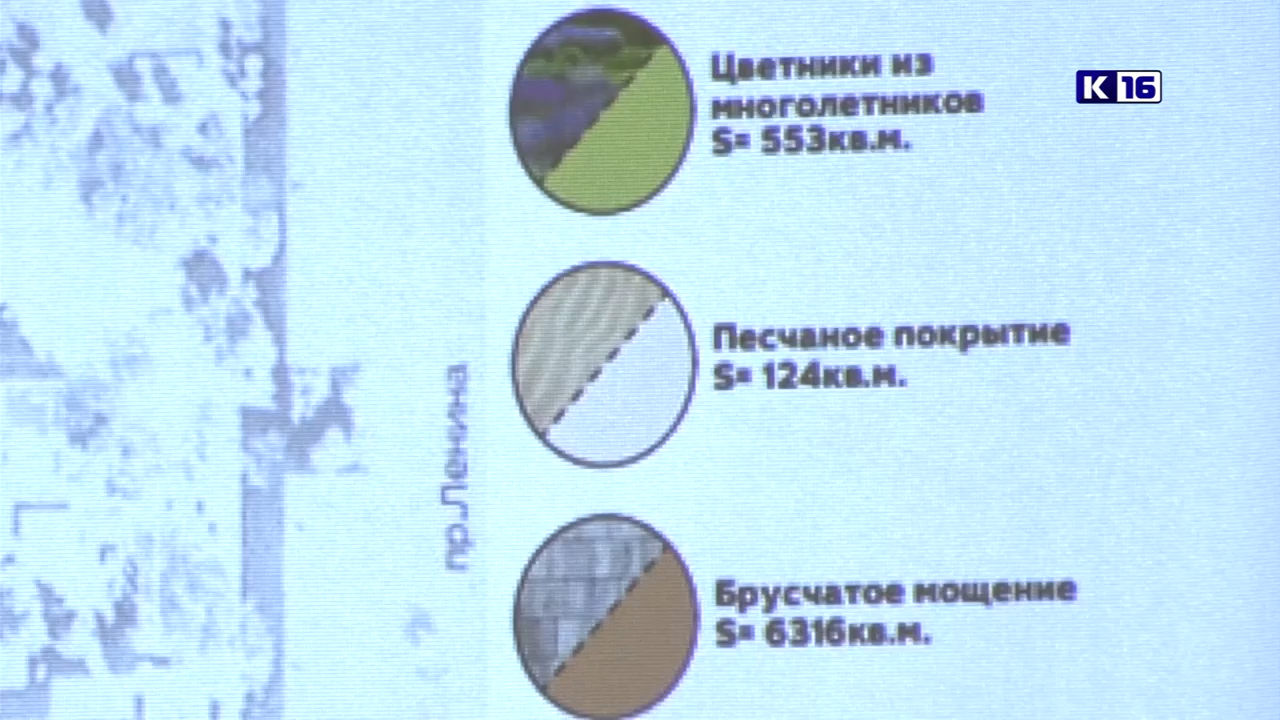 Цветники из
многолетников
S= 553кв.м.
К 16
Песчаное покрытие
S= 124кв.м.
пр.Ленина
Брусчатое мощение
S= 6316кв.м.